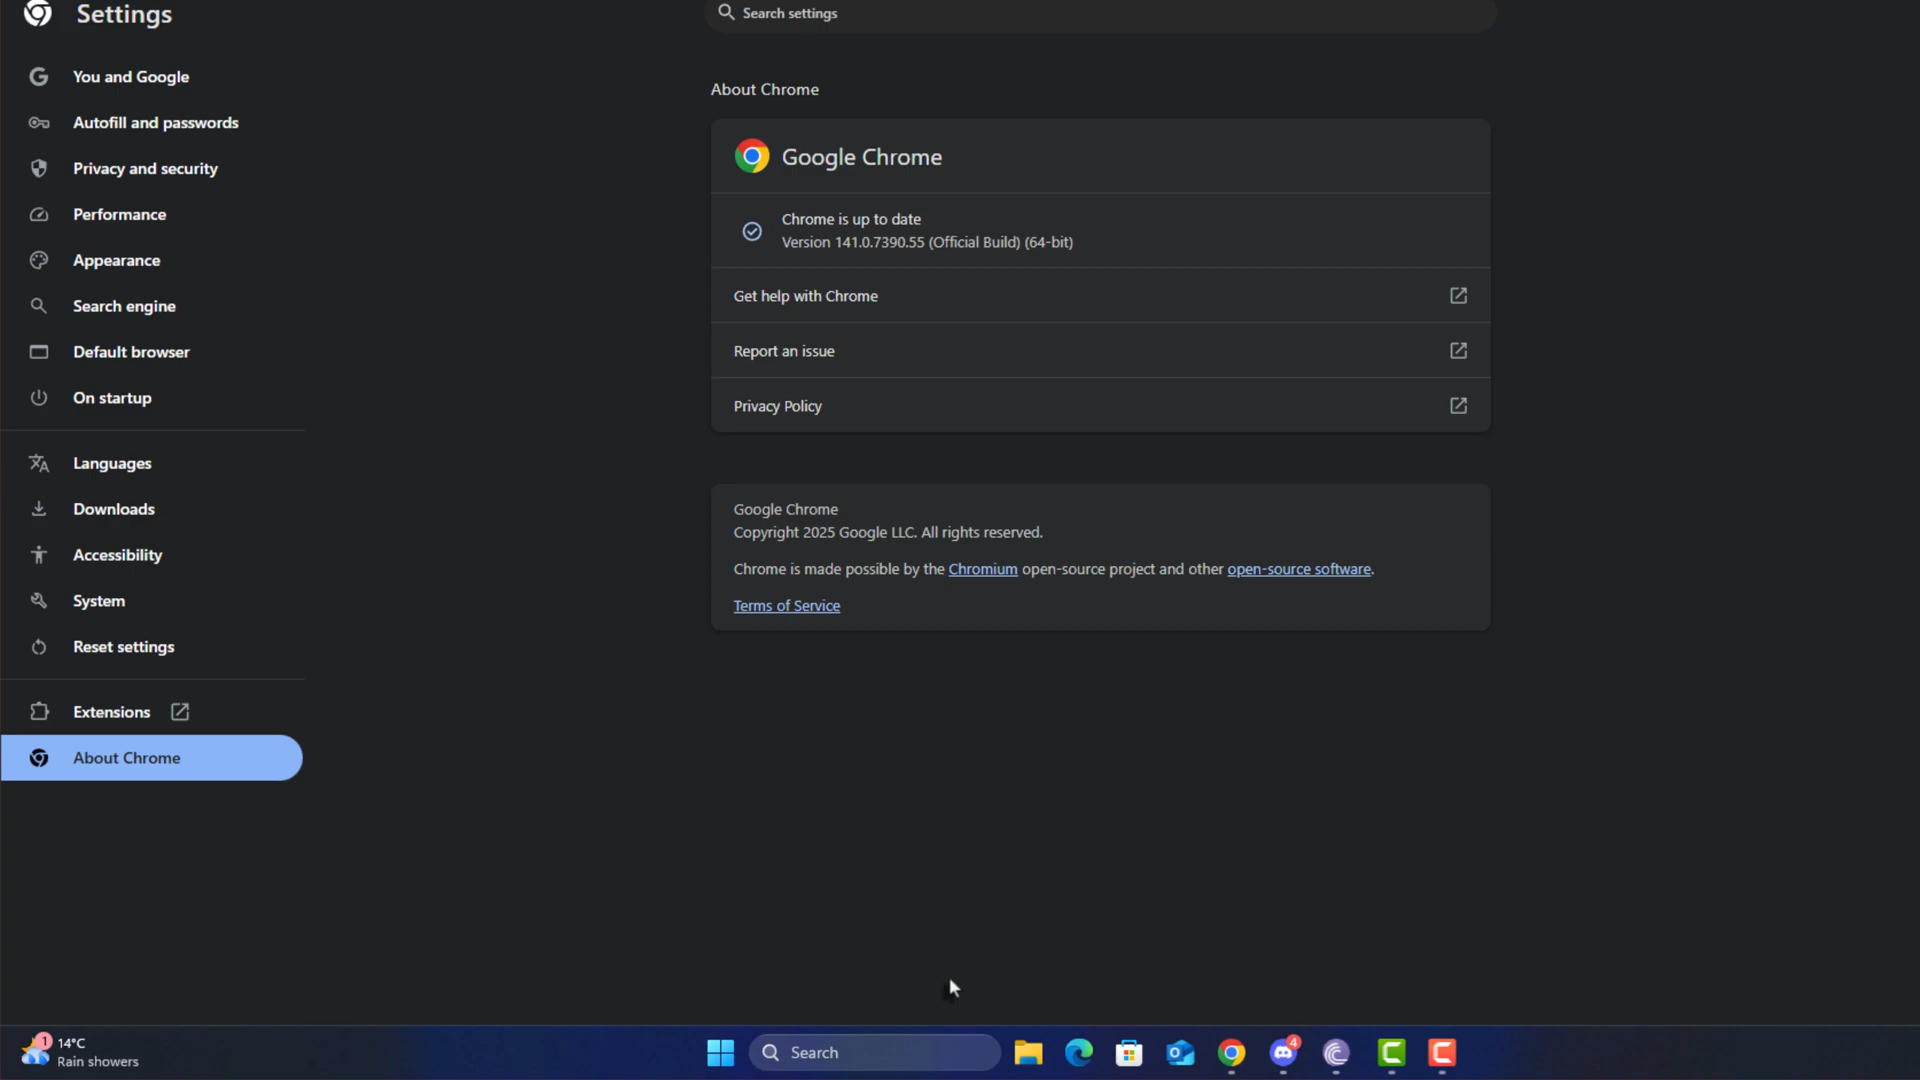 Settings
Search settings
You and Google
Autofill and passwords
Privacy and security
Performance
Appearance
Search engine
Default browser
On startup
Languages
Downloads
Accessibility
System
Reset settings
Extensions
About Chrome
About Chrome
Google Chrome
Chrome is up to date
Version 141.0.7390.55 (Official Build) (64-bit)
Get help with Chrome
Report an issue
Privacy Policy
Google Chrome
Copyright 2025 Google LLC. All rights reserved.
Chrome is made possible by the Chromium open-source project and other open-source software.
Terms of Service
1
14°C
Rain showers
Search
4